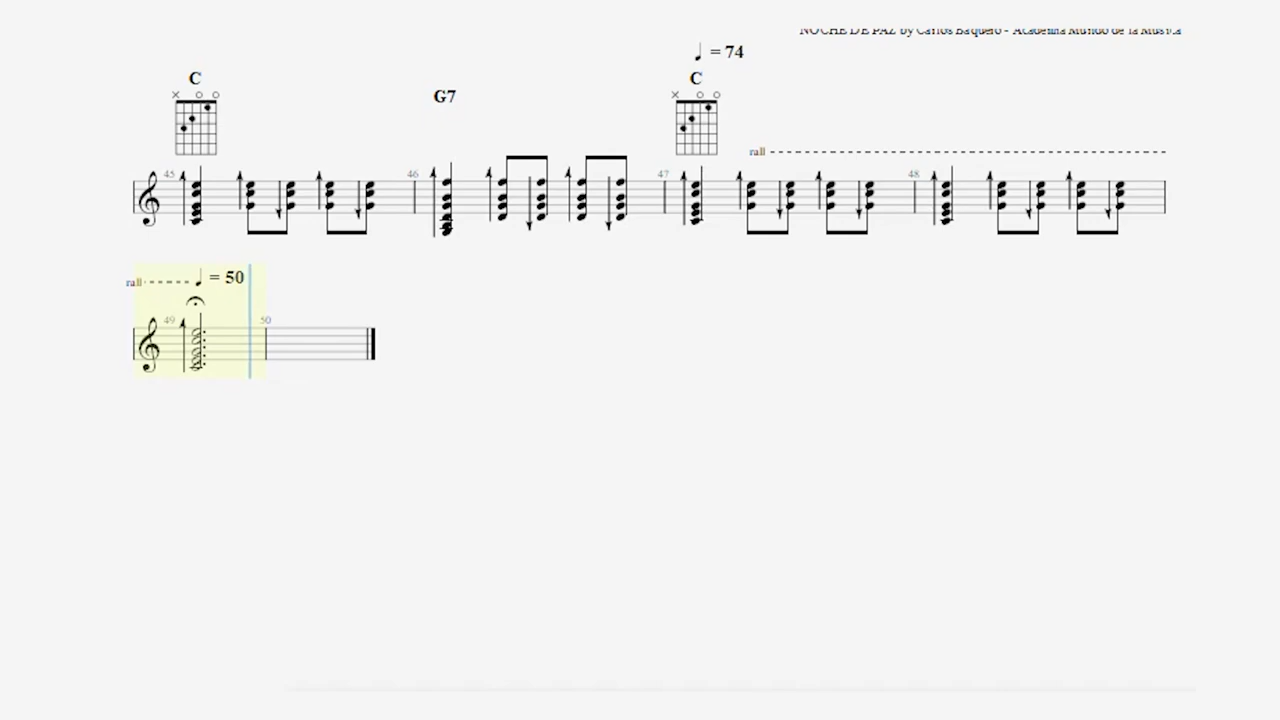 NOCHE DE PAZ by Carlos Baquero - Academia Mundo de la Música
= 74
C
G7
C
rall
45
46
47
48
rall
= 50
49
50